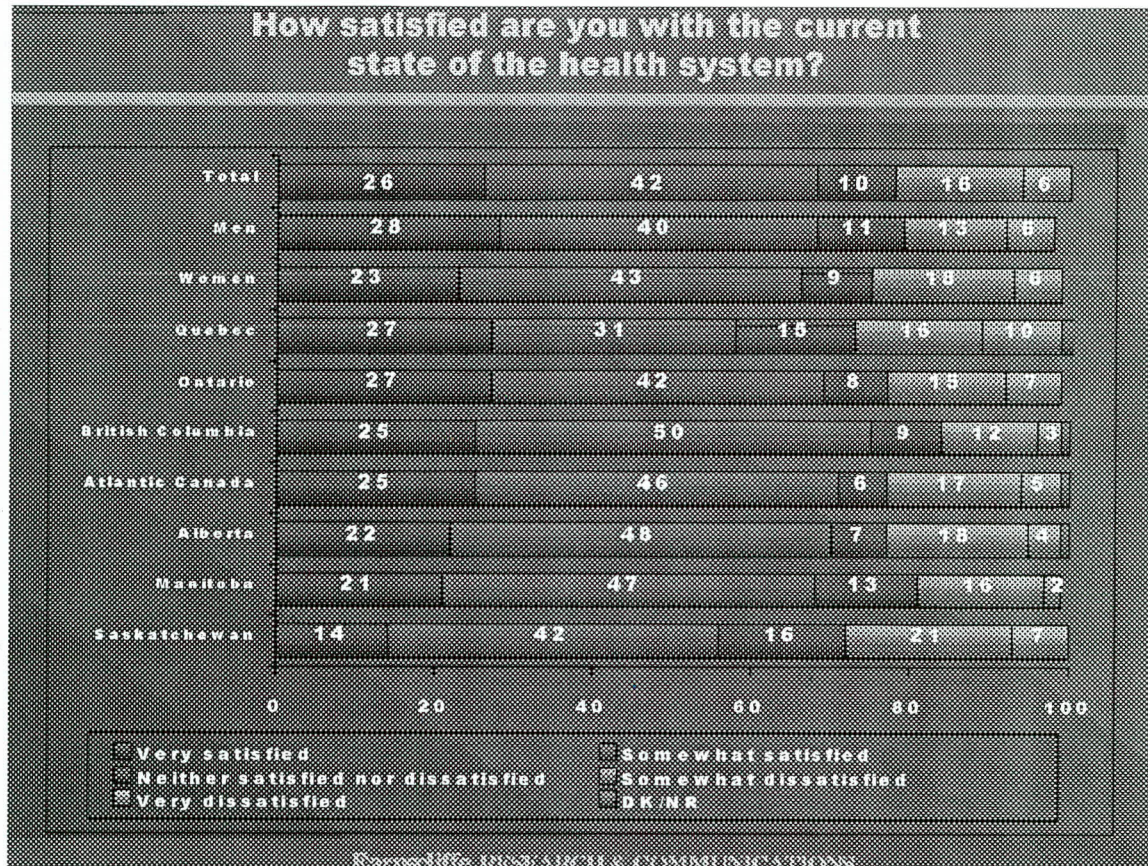 How satisfied are you with the current
state of the health system?
Total 26 42 10 16 6
Men 28 40 11 13 6
Women 23 43 9 18 6
Quebec 27 31 15 16 10
Ontario 27 42 8 15 7
British Columbia 25 50 9 12 3
Atlantic Canada 25 46 6 17 5
Alberta 22 48 7 18 4
Manitoba 21 47 13 16 2
Saskatchewan 14 42 16 21 7
0 20 40 60 80 100
Very satisfied Somewhat satisfied
Neither satisfied nor dissatisfied Somewhat dissatisfied
Very dissatisfied DK/NR
RESEARCH & COMMUNICATIONS